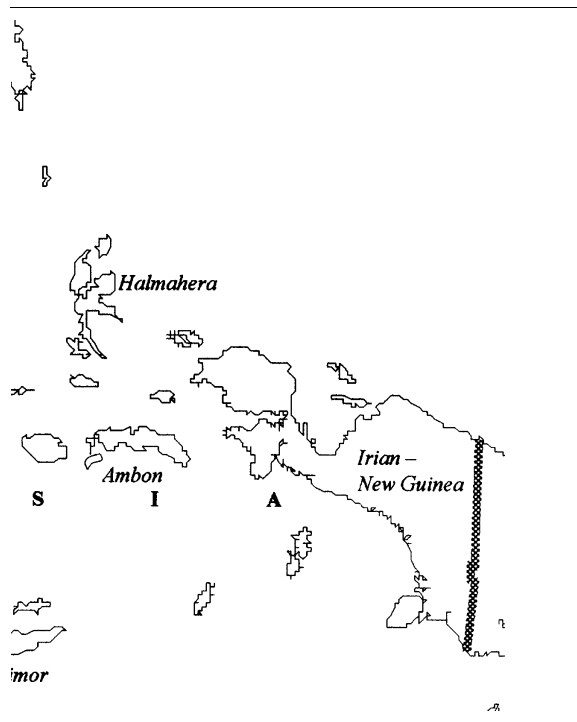 Halmahera
Irian –
New Guinea
Ambon
S I A
imor